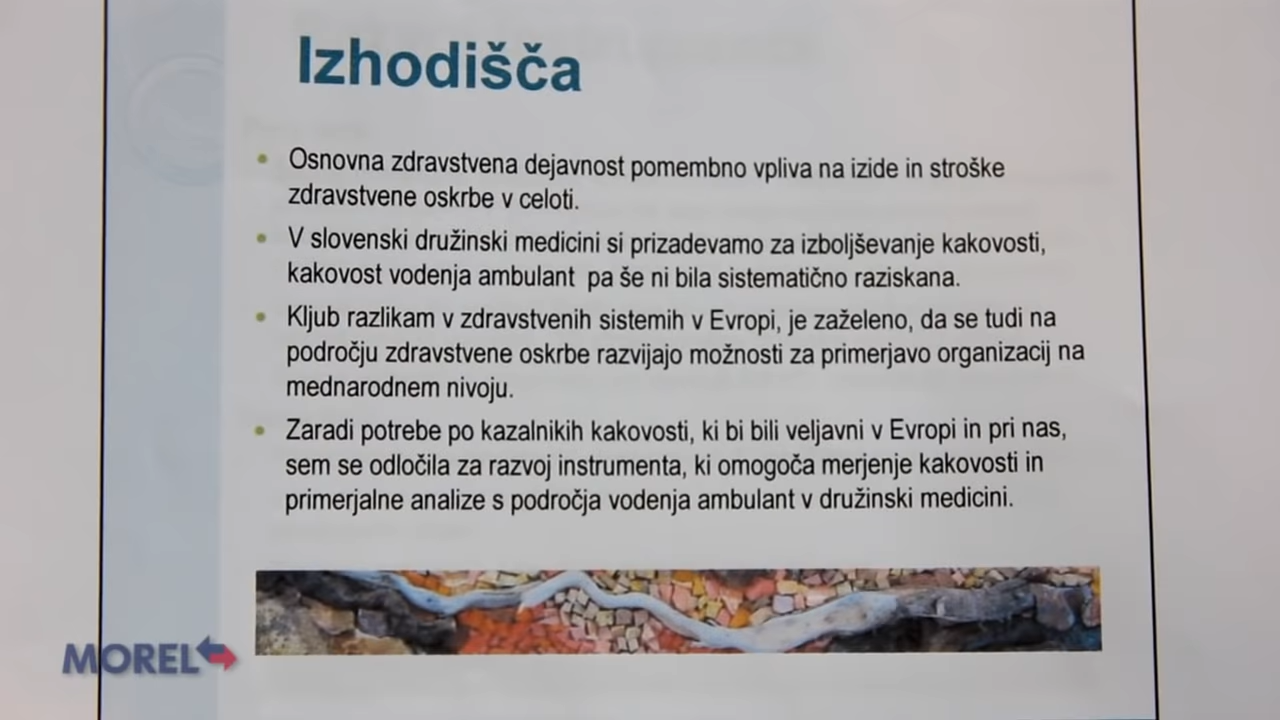 Izhodišča
• Osnovna zdravstvena dejavnost pomembno vpliva na izide in stroške
zdravstvene oskrbe v celoti.
• V slovenski družinski medicini si prizadevamo za izboljševanje kakovosti,
kakovost vodenja ambulant pa še ni bila sistematično raziskana.
• Kljub razlikam v zdravstvenih sistemih v Evropi, je zaželeno, da se tudi na
področju zdravstvene oskrbe razvijajo možnosti za primerjavo organizacij na
mednarodnem nivoju.
• Zaradi potrebe po kazalnikih kakovosti, ki bi bili veljavni v Evropi in pri nas,
sem se odločila za razvoj instrumenta, ki omogoča merjenje kakovosti in
primerjalne analize s področja vodenja ambulant v družinski medicini.
MOREL